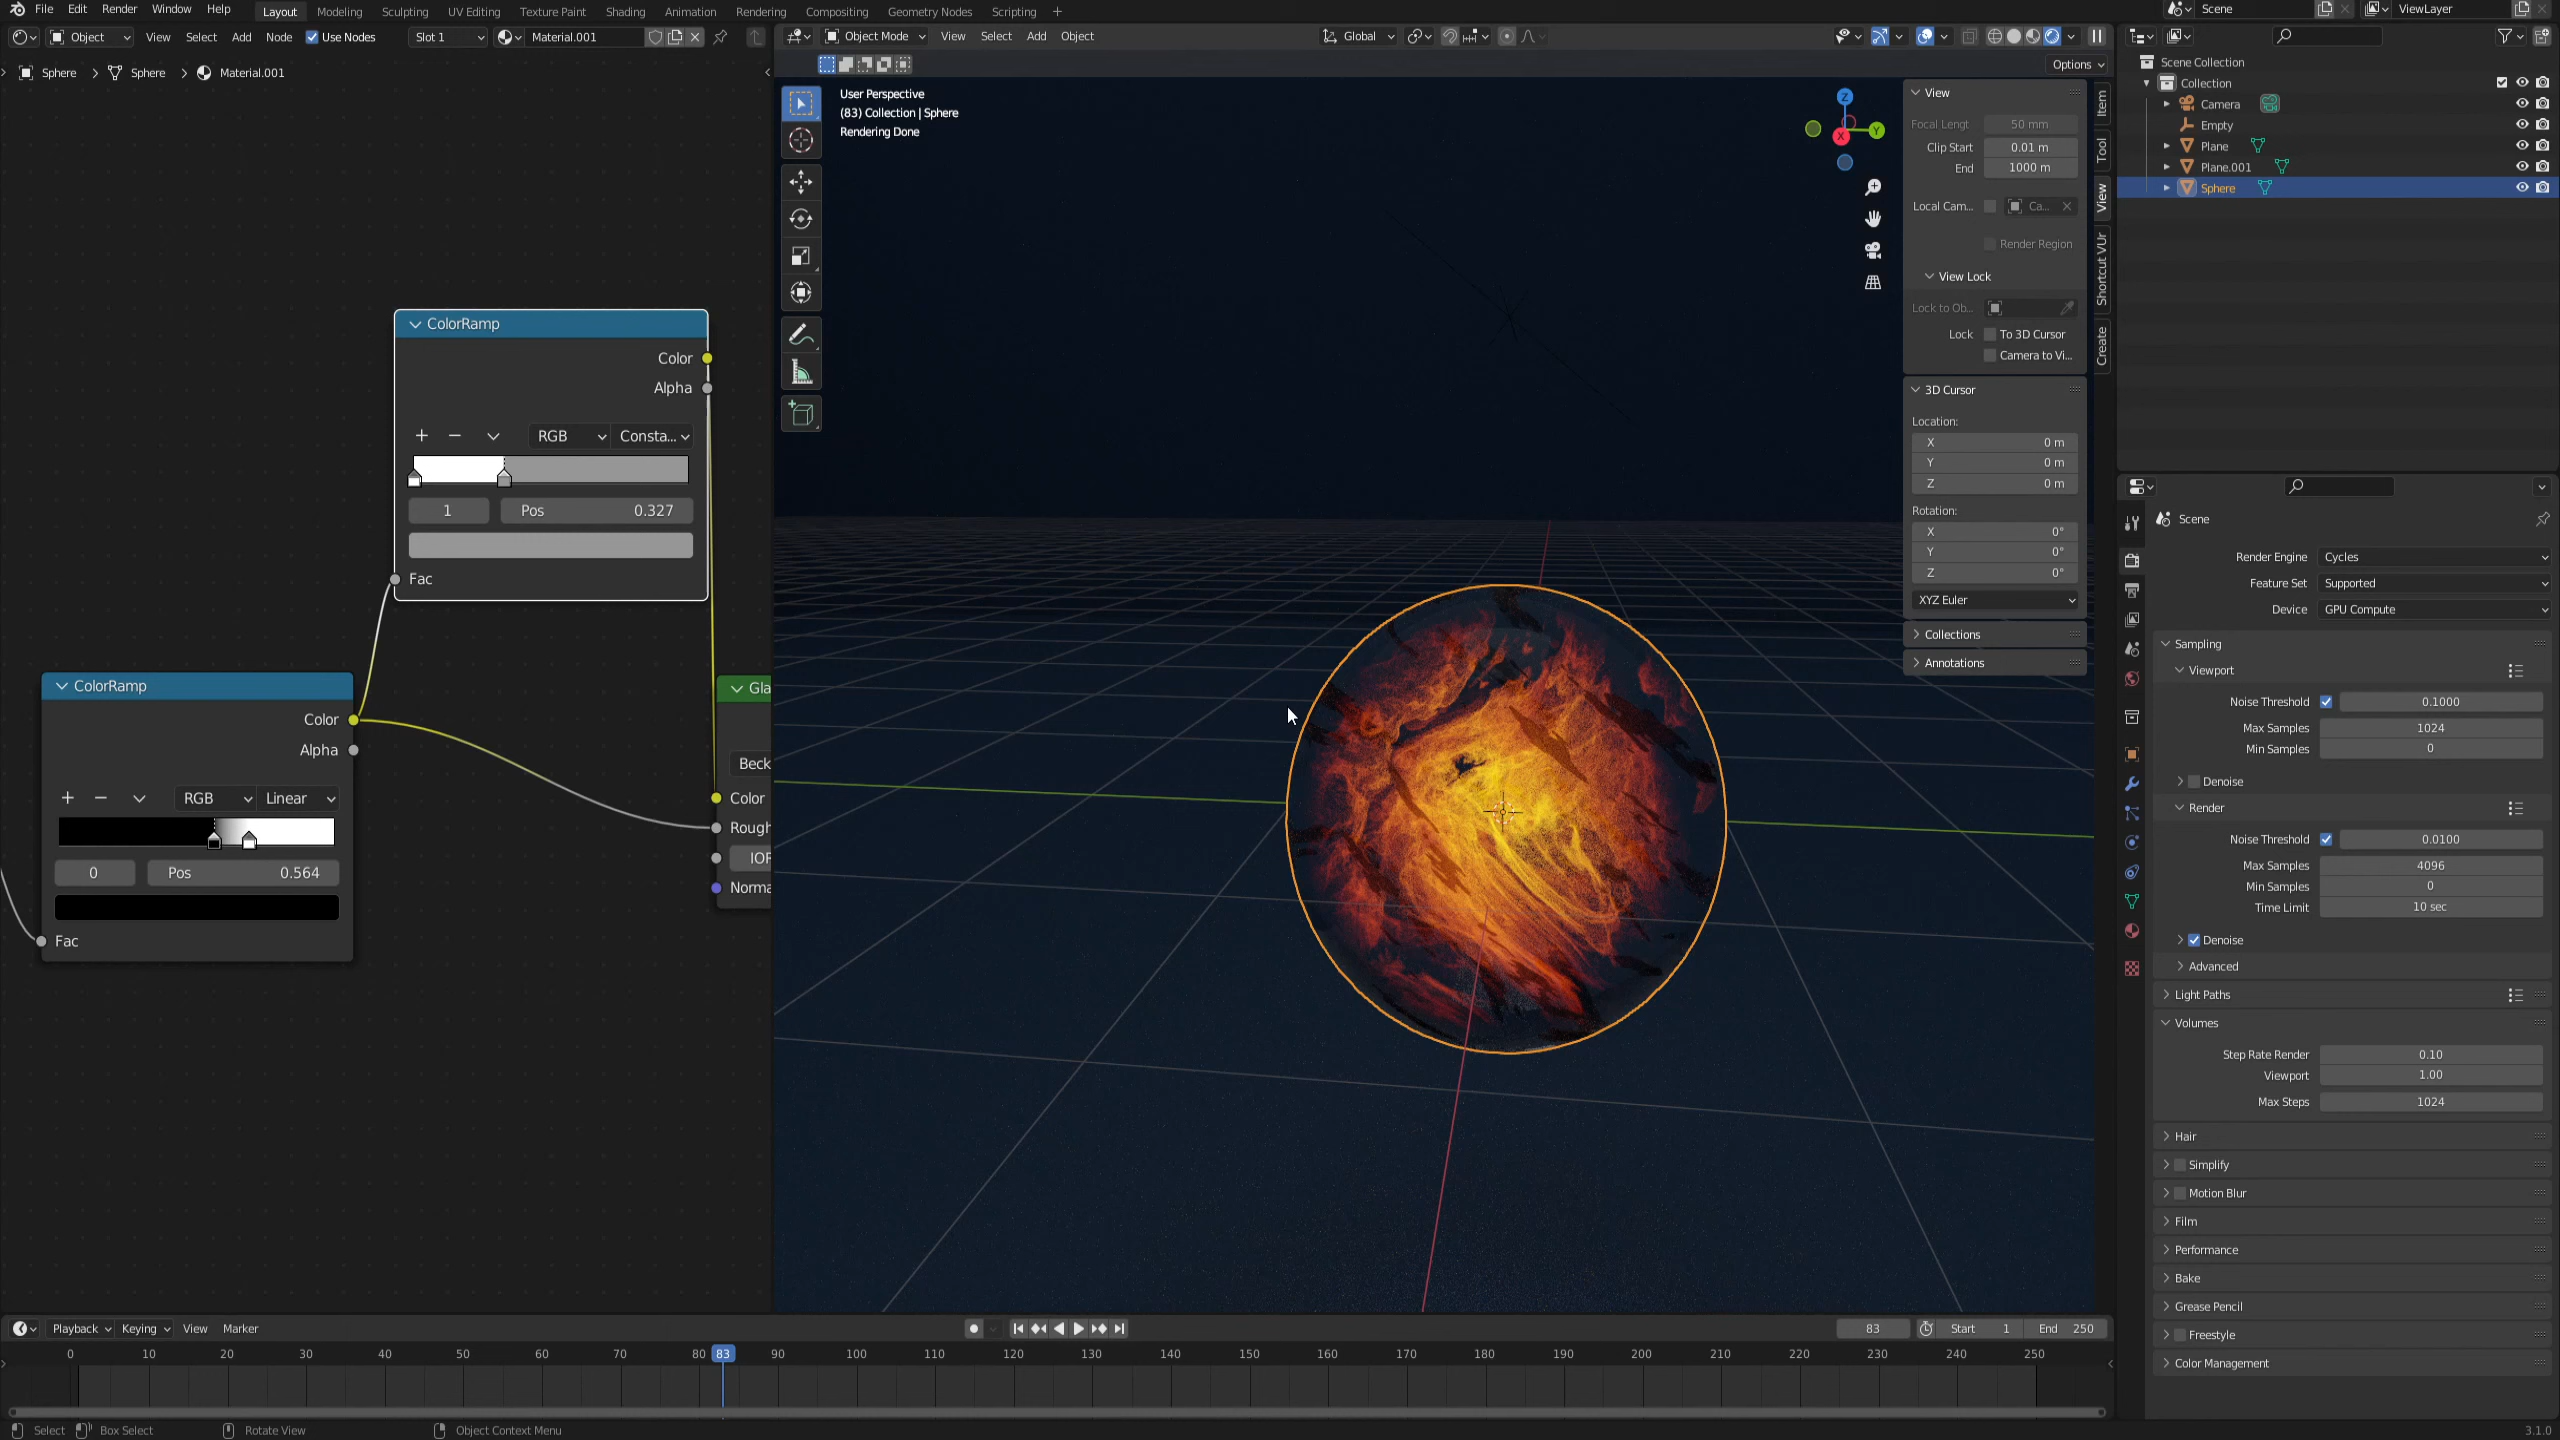 File Edit Render Window Help Layout Modeling Sculpting UV Editing Texture Paint Shading Animation Rendering Compositing Geometry Nodes Scripting + Scene ViewLayer
Object View Select Add Node Use Nodes Slot 1 Material.001
Object Mode View Select Add Object Global
Sphere > Sphere > Material.001
Options
User Perspective
(83) Collection | Sphere
Rendering Done
ColorRamp
Color
Alpha
RGB Consta...
1 Pos 0.327
Fac
ColorRamp
Color
Alpha
RGB Linear
0 Pos 0.564
Fac
Gla
Beck
Color
Rough
IOF
Norma
Z
Y
X
View
Focal Lengt 50 mm
Clip Start 0.01 m
End 1000 m
Local Cam... Ca...
Render Region
View Lock
Lock to Ob...
Lock To 3D Cursor
Camera to Vi...
3D Cursor
Location:
X 0 m
Y 0 m
Z 0 m
Rotation:
X 0°
Y 0°
Z 0°
XYZ Euler
Collections
Annotations
Item
Tool
View
Shortcut VUr
Create
Scene Collection
Collection
Camera
Empty
Plane
Plane.001
Sphere
Scene
Render Engine Cycles
Feature Set Supported
Device GPU Compute
Sampling
Viewport
Noise Threshold 0.1000
Max Samples 1024
Min Samples 0
Denoise
Render
Noise Threshold 0.0100
Max Samples 4096
Min Samples 0
Time Limit 10 sec
Denoise
Advanced
Light Paths
Volumes
Step Rate Render 0.10
Viewport 1.00
Max Steps 1024
Hair
Simplify
Motion Blur
Film
Performance
Bake
Grease Pencil
Freestyle
Color Management
Playback Keying View Marker 83 Start 1 End 250
0 10 20 30 40 50 60 70 80 83 90 100 110 120 130 140 150 160 170 180 190 200 210 220 230 240 250
Select Box Select Rotate View Object Context Menu 3.1.0